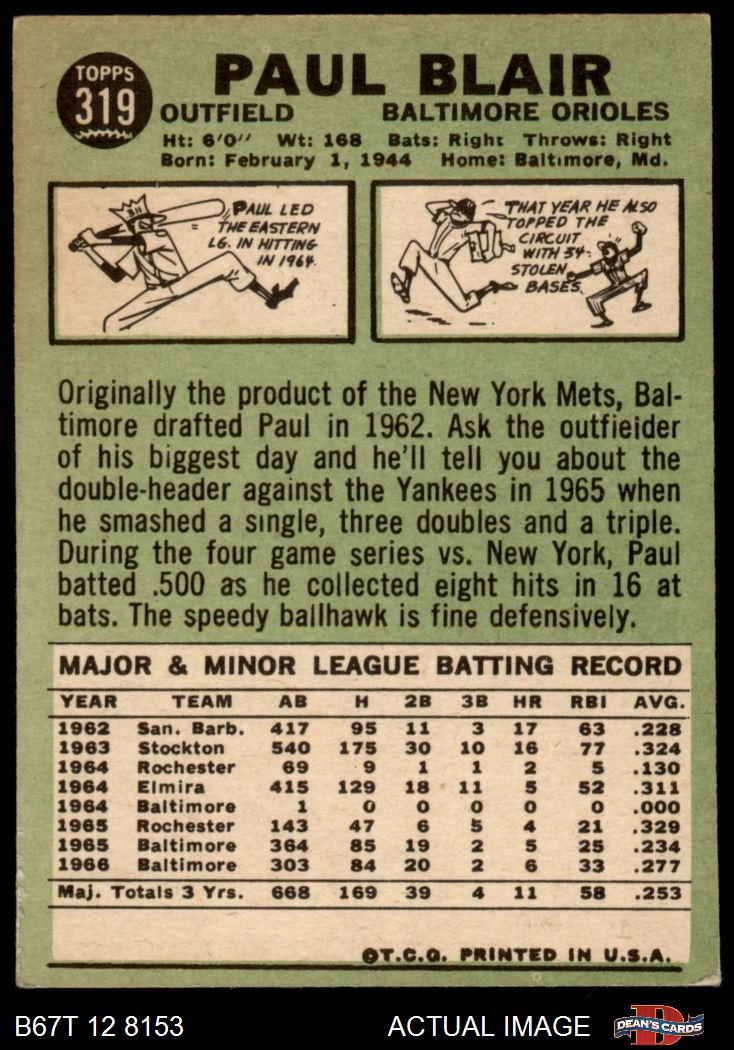 TOPPS
319
PAUL BLAIR
OUTFIELD BALTIMORE ORIOLES
Ht: 6'0" Wt: 168 Bats: Right Throws: Right
Born: February 1, 1944 Home: Baltimore, Md.
311
PAUL LED
THE EASTERN
LG. IN HITTING
IN 1964.
THAT YEAR HE ALSO
TOPPED THE
CIRCUIT
WITH 34
STOLEN
BASES.
Originally the product of the New York Mets, Bal-
timore drafted Paul in 1962. Ask the outfielder
of his biggest day and he'll tell you about the
double-header against the Yankees in 1965 when
he smashed a single, three doubles and a triple.
During the four game series vs. New York, Paul
batted .500 as he collected eight hits in 16 at
bats. The speedy ballhawk is fine defensively.
MAJOR & MINOR LEAGUE BATTING RECORD
YEAR TEAM AB H 2B 3B HR RBI AVG.
1962 San. Barb. 417 95 11 3 17 63 .228
1963 Stockton 540 175 30 10 16 77 .324
1964 Rochester 69 9 1 1 2 5 .130
1964 Elmira 415 129 18 11 5 52 .311
1964 Baltimore 1 0 0 0 0 0 .000
1965 Rochester 143 47 6 5 4 21 .329
1965 Baltimore 364 85 19 2 5 25 .234
1966 Baltimore 303 84 20 2 6 33 .277
Maj. Totals 3 Yrs. 668 169 39 4 11 58 .253
©T.C.G. PRINTED IN U.S.A.
B67T 12 8153 ACTUAL IMAGE
DEAN'S CARDS